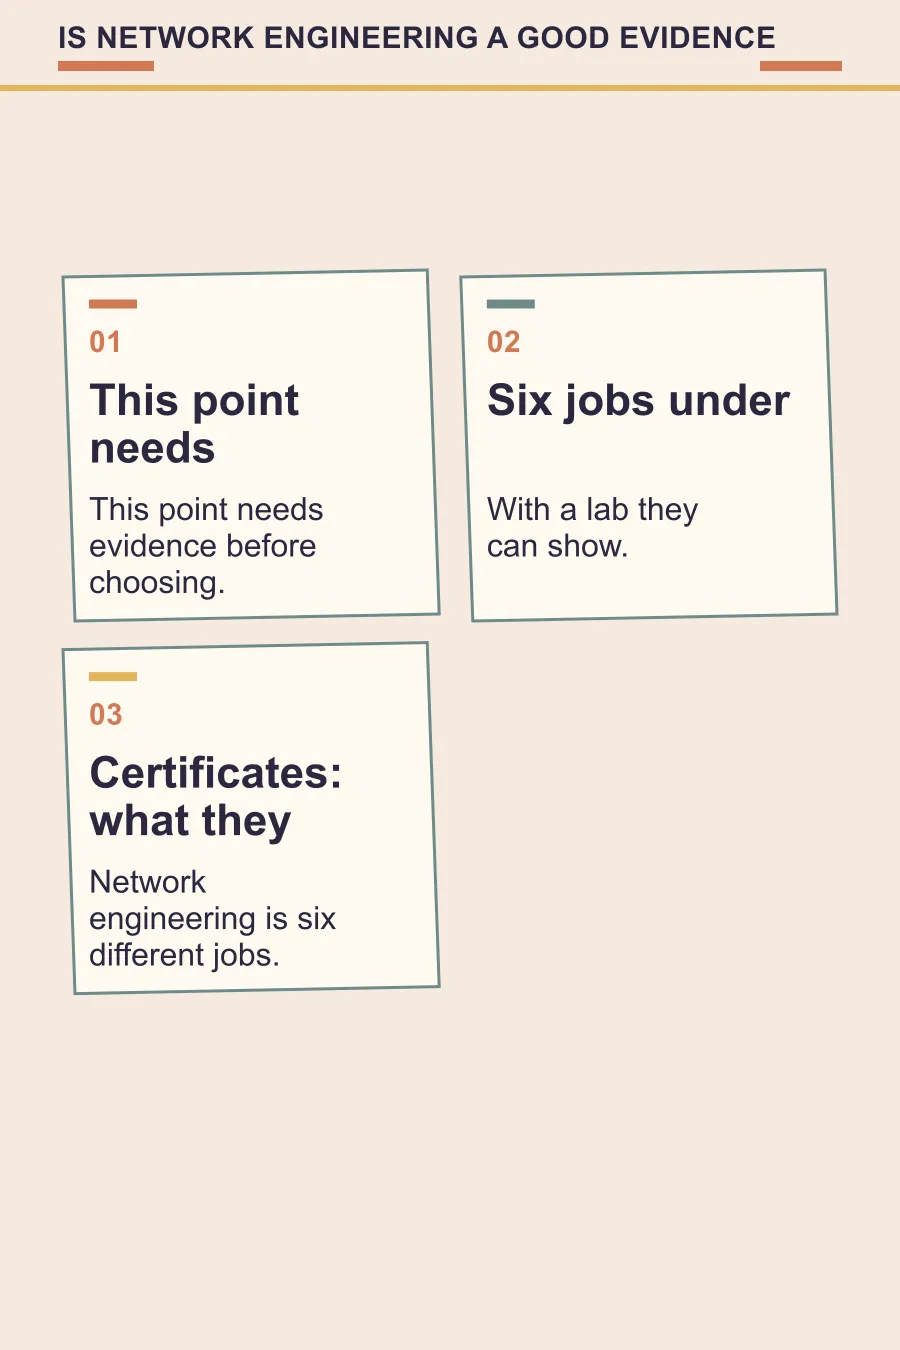 IS NETWORK ENGINEERING A GOOD EVIDENCE
01
This point
needs
This point needs
evidence before
choosing.
02
Six jobs under
With a lab they
can show.
03
Certificates:
what they
Network
engineering is six
different jobs.